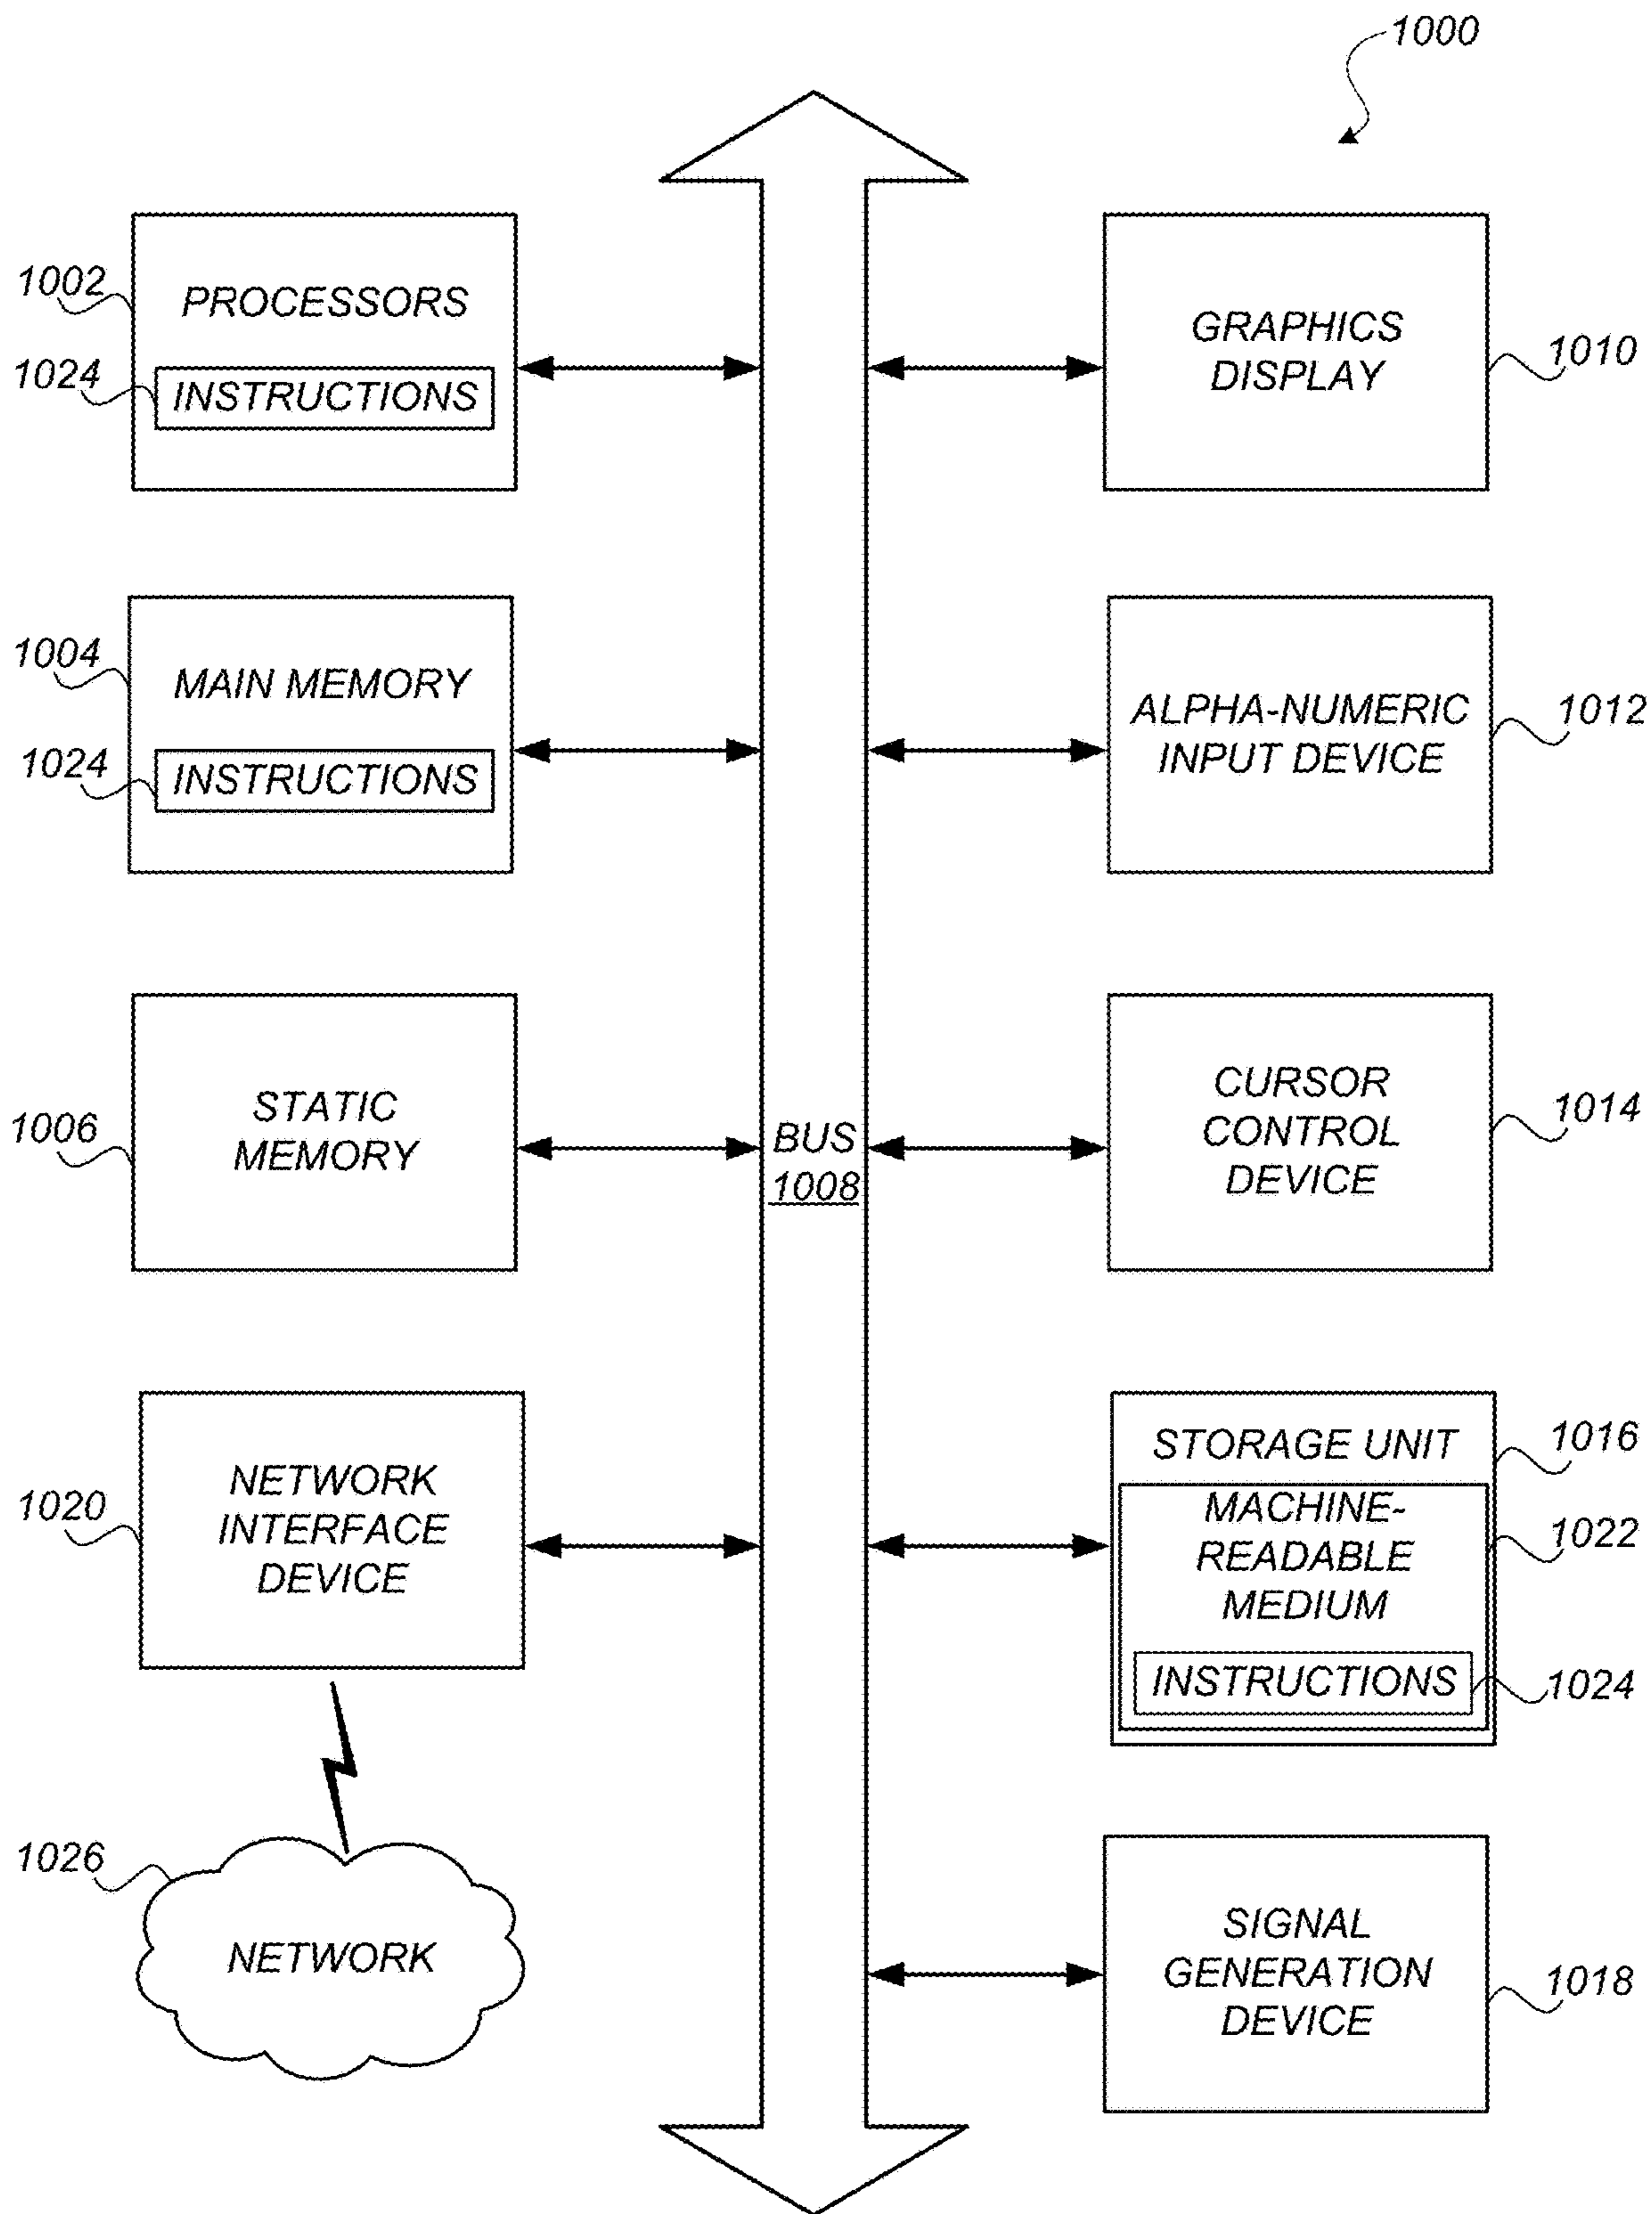 1000
1002
PROCESSORS
1024
INSTRUCTIONS
GRAPHICS
DISPLAY
1010
1004
MAIN MEMORY
1024
INSTRUCTIONS
ALPHA-NUMERIC
INPUT DEVICE
1012
1006
STATIC
MEMORY
BUS
1008
CURSOR
CONTROL
DEVICE
1014
1020
NETWORK
INTERFACE
DEVICE
STORAGE UNIT
1016
MACHINE-
READABLE
MEDIUM
1022
INSTRUCTIONS
1024
1026
NETWORK
SIGNAL
GENERATION
DEVICE
1018